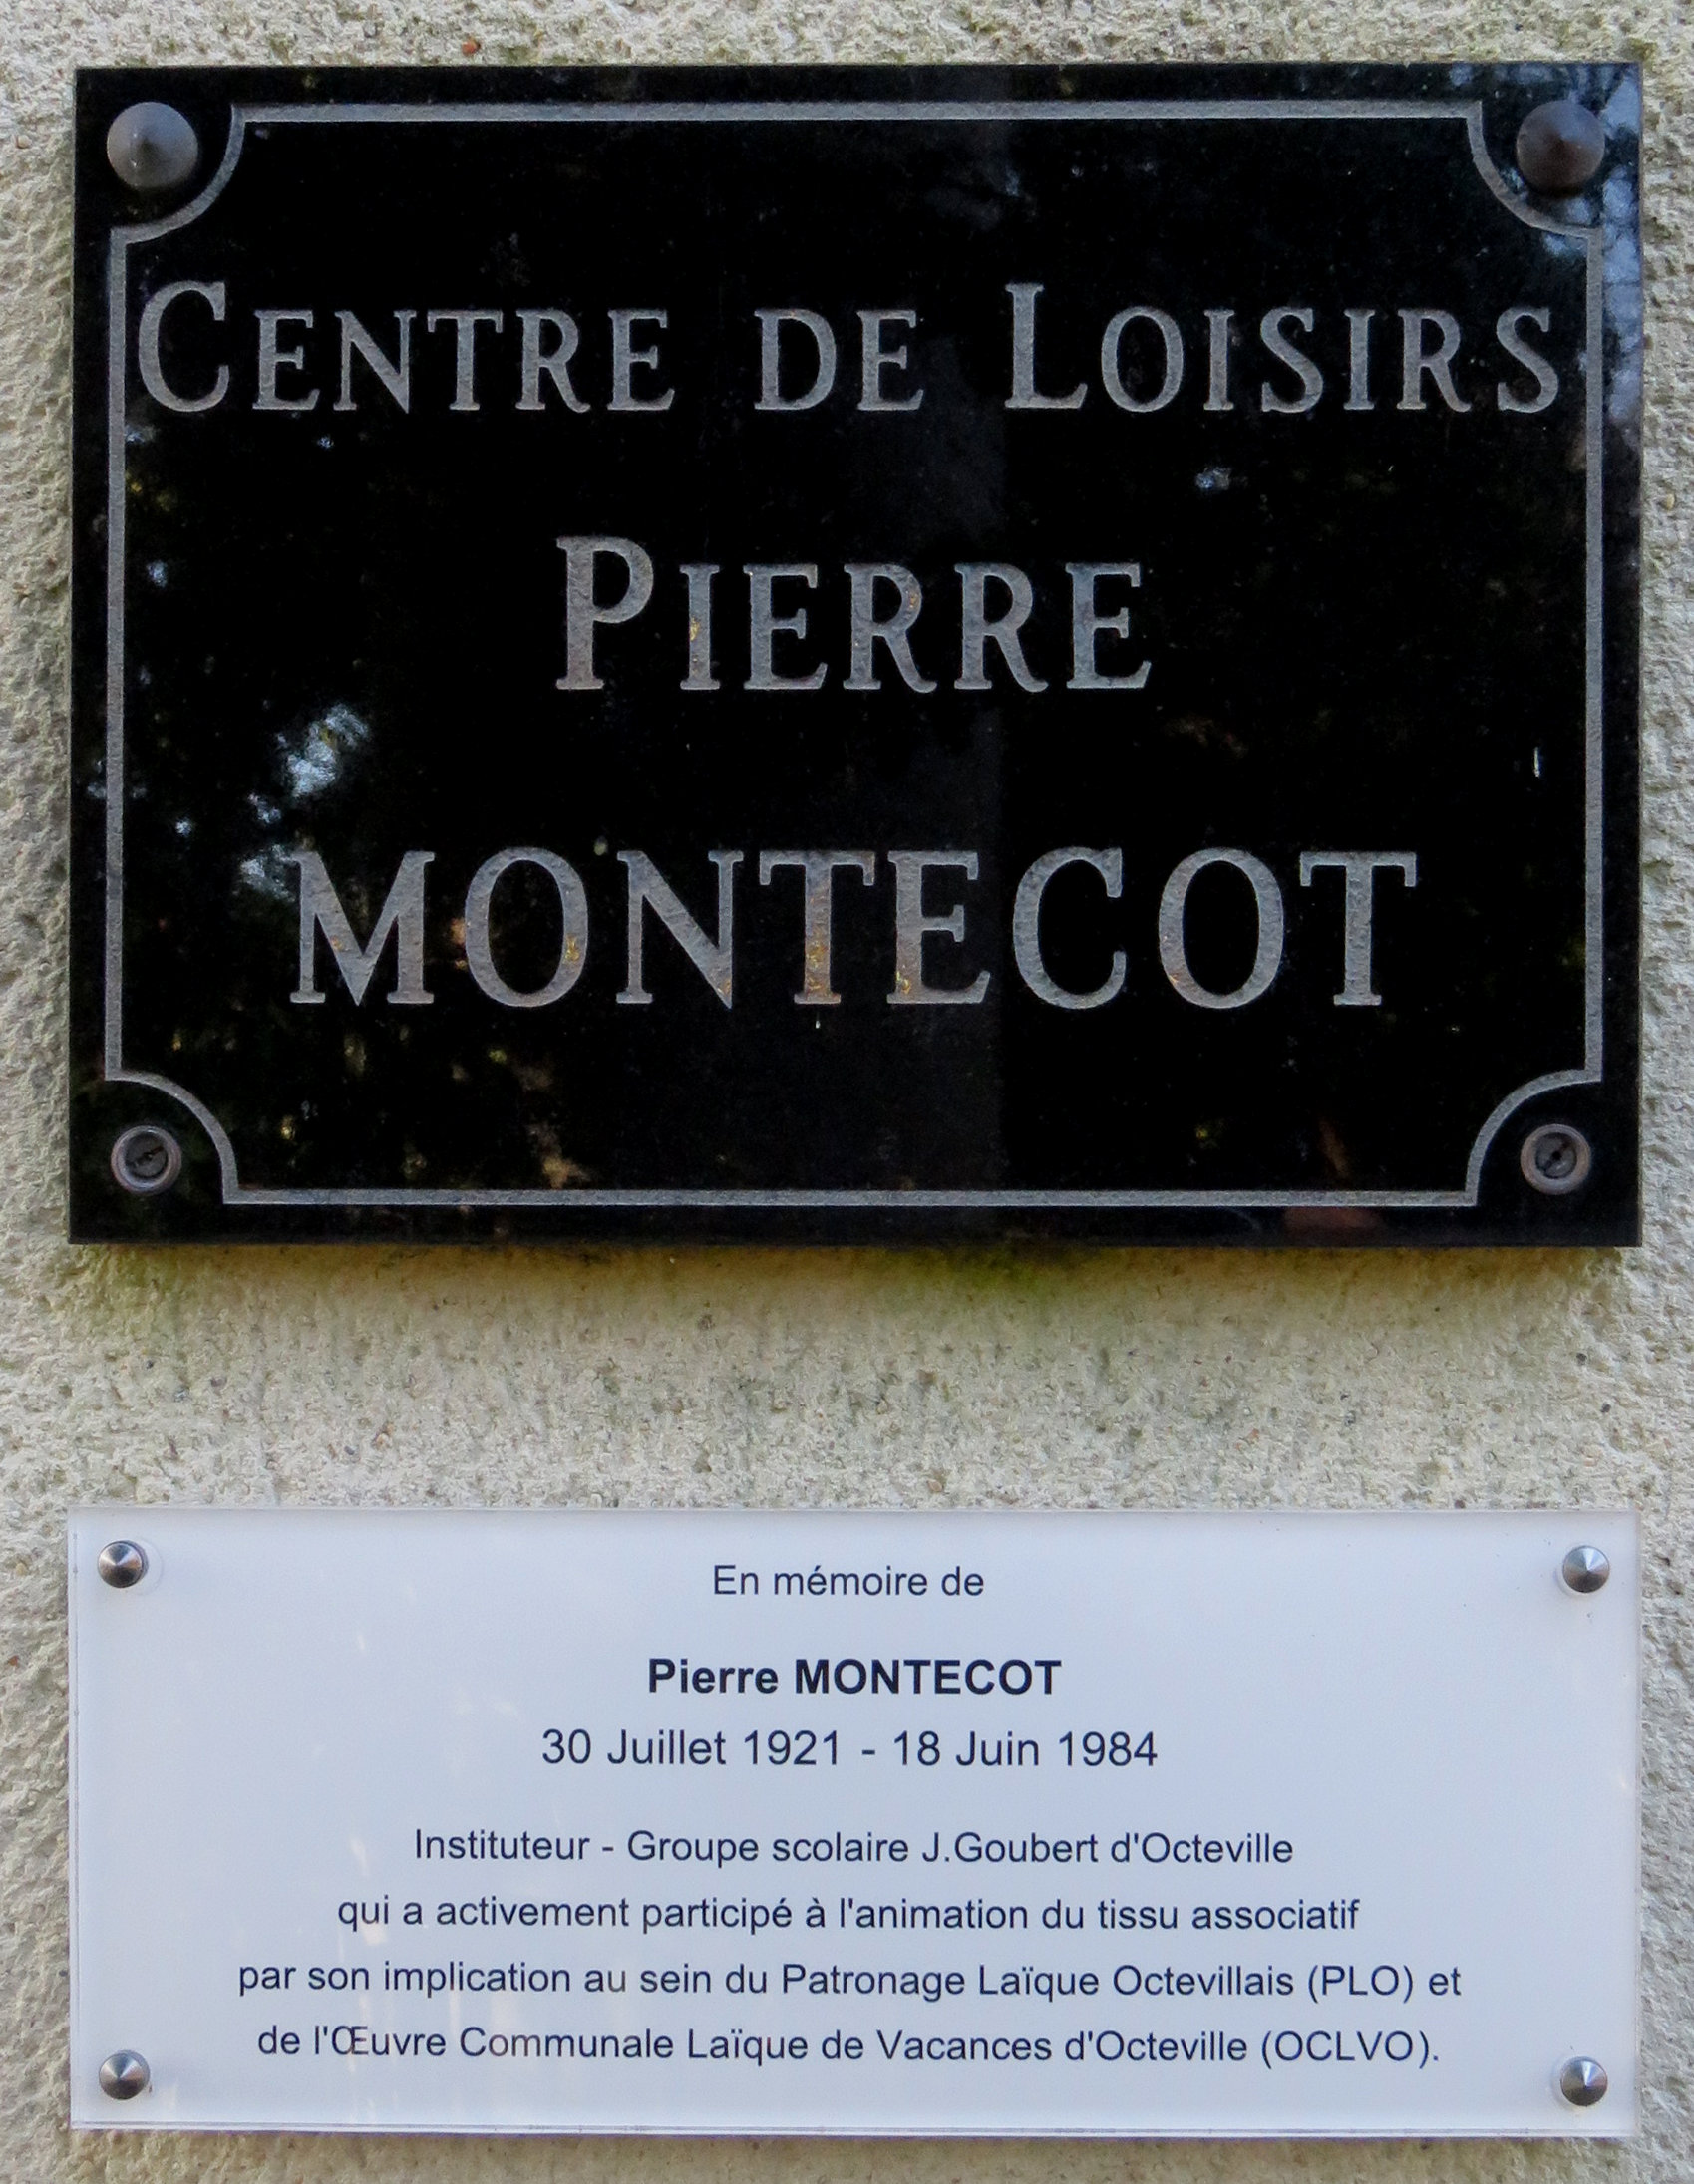 CENTRE DE LOISIRS
PIERRE
MONTECOT
En mémoire de
Pierre MONTECOT
30 Juillet 1921 - 18 Juin 1984
Instituteur - Groupe scolaire J.Goubert d'Octeville
qui a activement participé à l'animation du tissu associatif
par son implication au sein du Patronage Laïque Octevillais (PLO) et
de l'Œuvre Communale Laïque de Vacances d'Octeville (OCLVO).